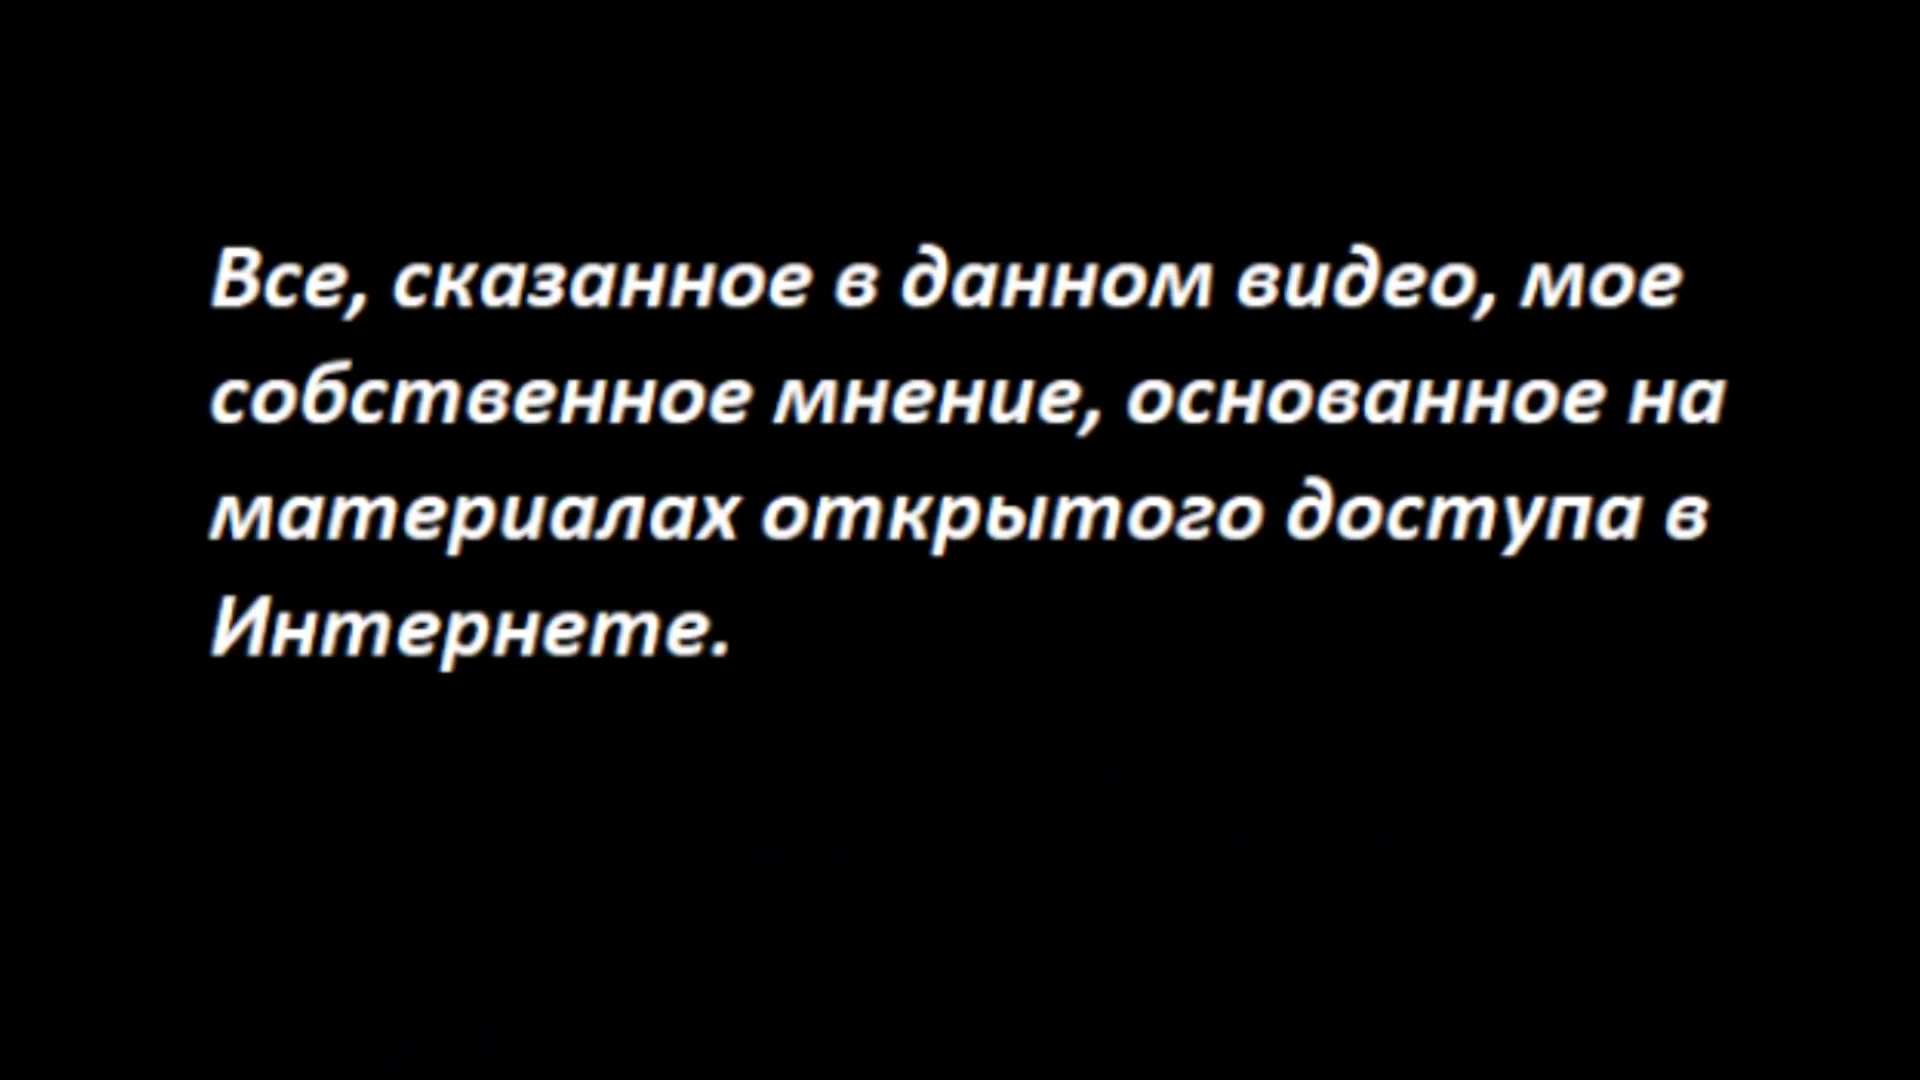 Все, сказанное в данном видео, мое
собственное мнение, основанное на
материалах открытого доступа в
Интернете.